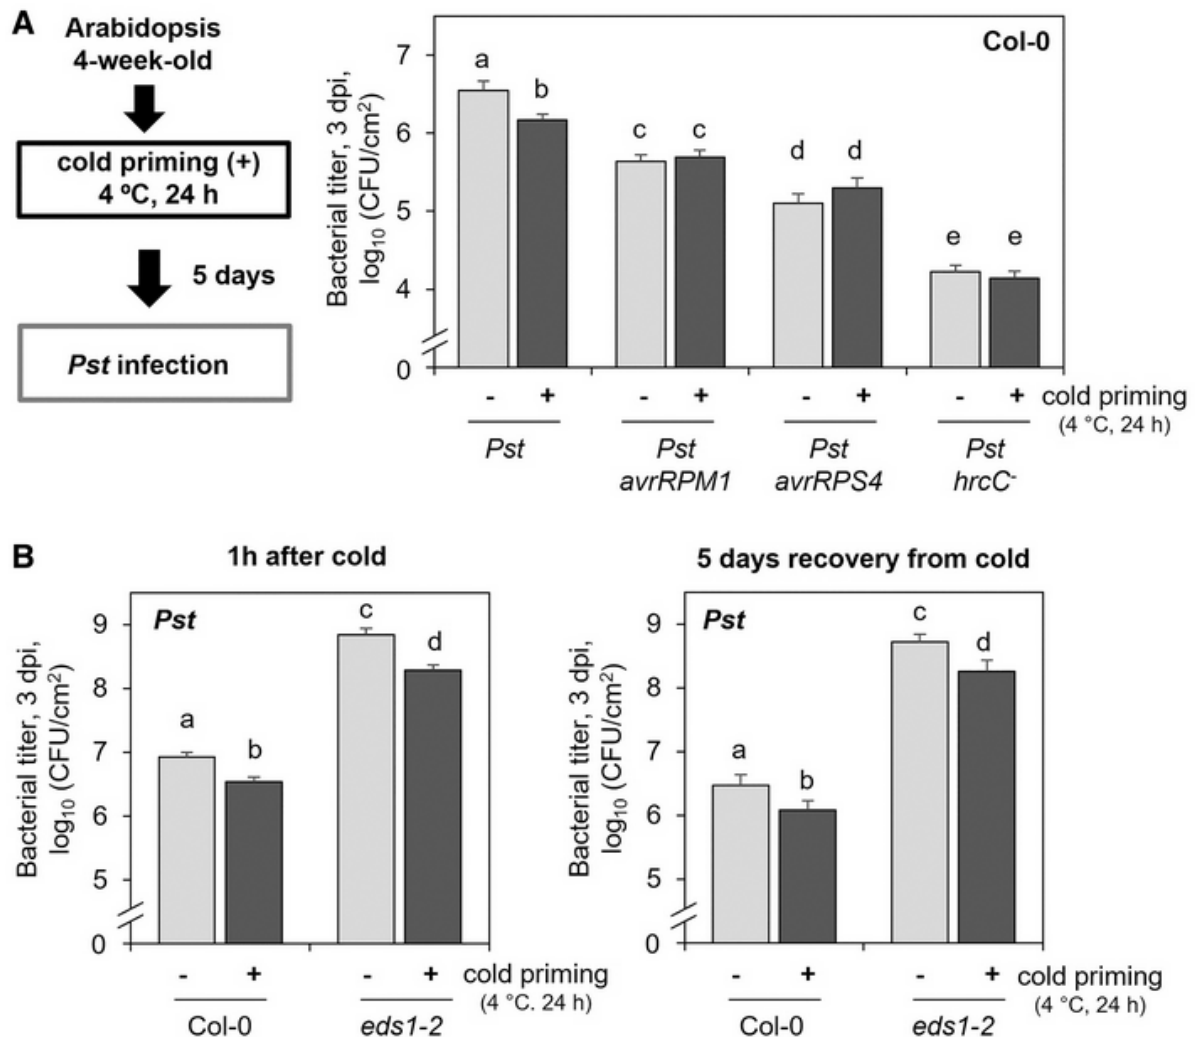 A
Arabidopsis
4-week-old
cold priming (+)
4 ºC, 24 h
5 days
Pst infection
Bacterial titer, 3 dpi,
log10 (CFU/cm2)
7
6
5
4
0
Col-0
a
b
c
c
d
d
e
e
- + - + - + - + cold priming
(4 °C, 24 h)
Pst
Pst
avrRPM1
Pst
avrRPS4
Pst
hrcC-
B
1h after cold
Bacterial titer, 3 dpi,
log10 (CFU/cm2)
9
8
7
6
5
0
Pst
a
b
c
d
- + - + cold priming
(4 °C. 24 h)
Col-0
eds1-2
5 days recovery from cold
Bacterial titer, 3 dpi,
log10 (CFU/cm2)
9
8
7
6
5
0
Pst
a
b
c
d
- + - + cold priming
(4 °C, 24 h)
Col-0
eds1-2